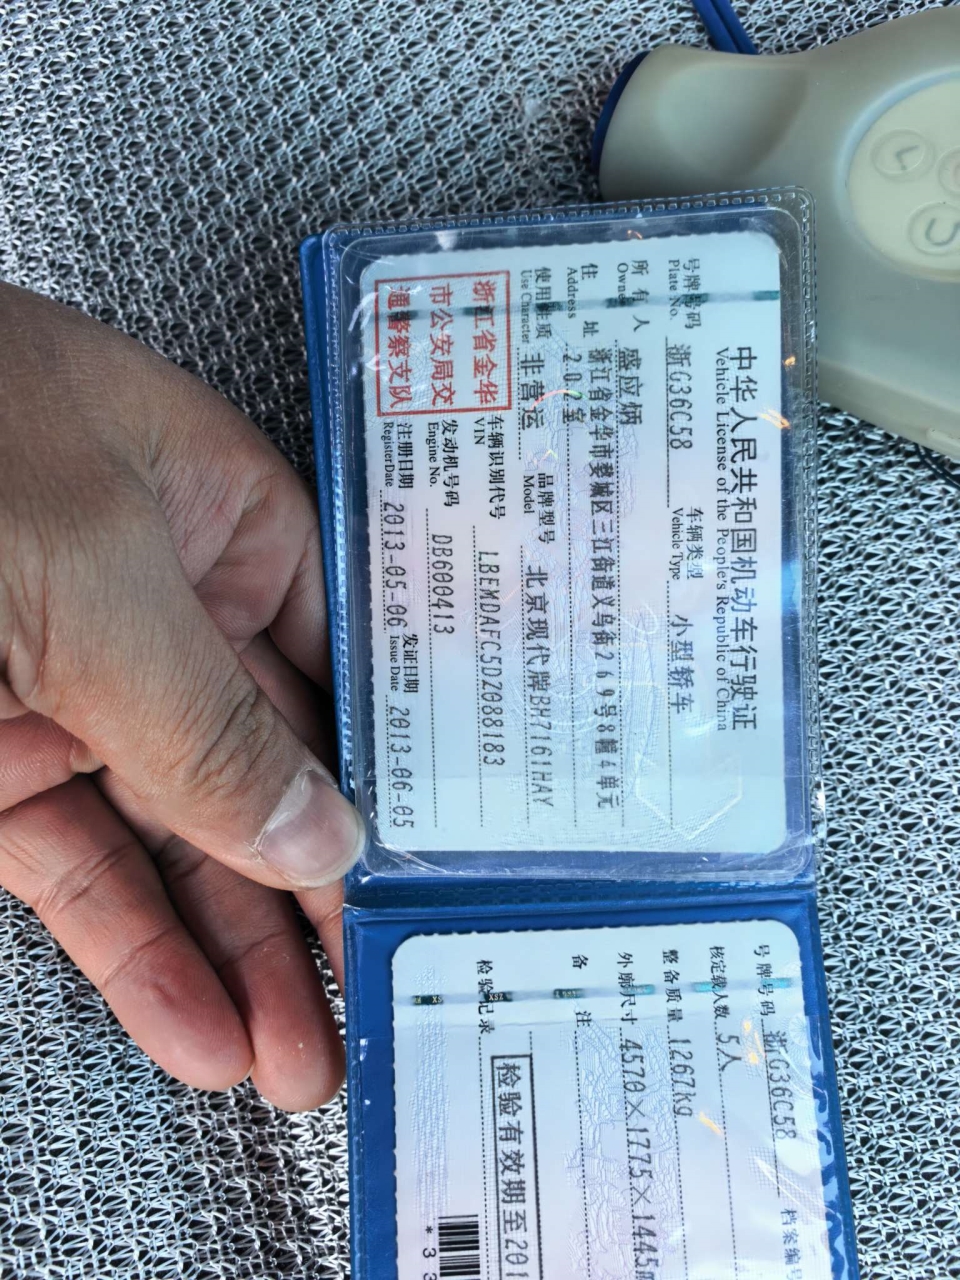 中华人民共和国机动车行驶证
Vehicle License of the People's Republic of China
号牌号码 浙G36C58 车辆类型 小型轿车
Plate No. Vehicle Type
所有人 盛应炳
Owner
住址 浙江省金华市婺城区三江街道义乌街269号8幢4单元
Address 202室
使用性质 非营运 品牌型号 北京现代牌BH7161HAY
Use Character Model
浙江省金华
市公安局交
通警察支队
车辆识别代号 LBEMDAFC5DZ088183
VIN
发动机号码 DB600413
Engine No.
注册日期 2013-05-06 发证日期 2013-06-05
Register Date Issue Date
号牌号码 浙G36C58 档案编号
核定载人数 5人
整备质量 1267kg
外廓尺寸 4570×1775×1445m
备注
检验记录
检验有效期至201
*33